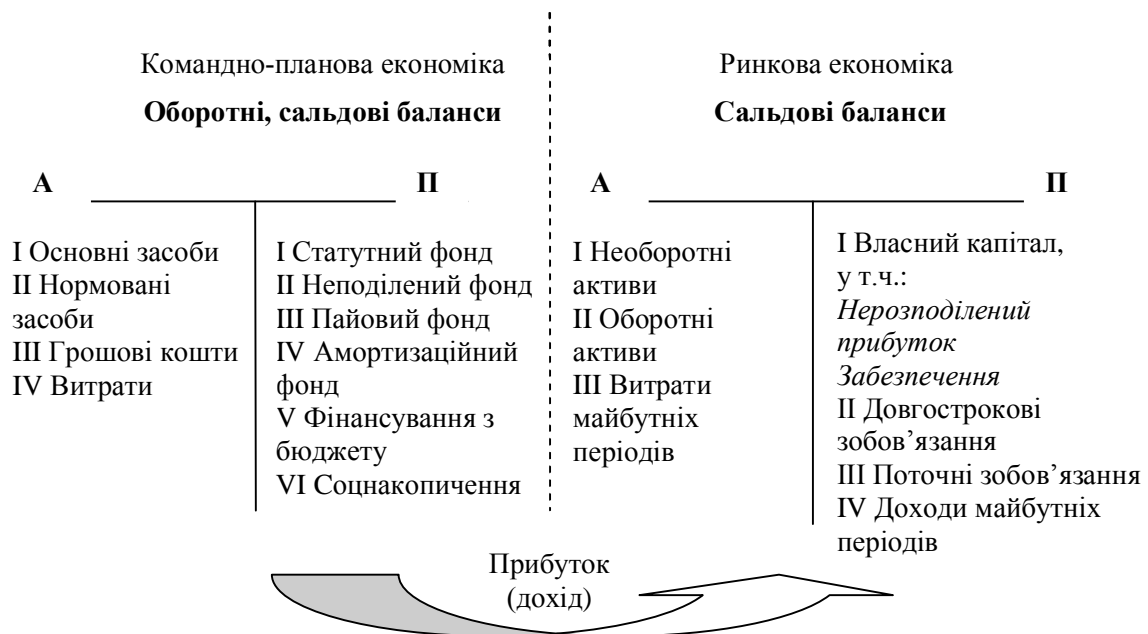 Командно-планова економіка
Оборотні, сальдові баланси
А
П
І Основні засоби
ІІ Нормовані
засоби
ІІІ Грошові кошти
IV Витрати
І Статутний фонд
ІІ Неподілений фонд
ІІІ Пайовий фонд
IV Амортизаційний
фонд
V Фінансування з
бюджету
VI Соцнакопичення
Ринкова економіка
Сальдові баланси
А
П
І Необоротні
активи
ІІ Оборотні
активи
ІІІ Витрати
майбутніх
періодів
І Власний капітал,
у т.ч.:
Нерозподілений
прибуток
Забезпечення
ІІ Довгострокові
зобов’язання
ІІІ Поточні зобов’язання
IV Доходи майбутніх
періодів
Прибуток
(дохід)